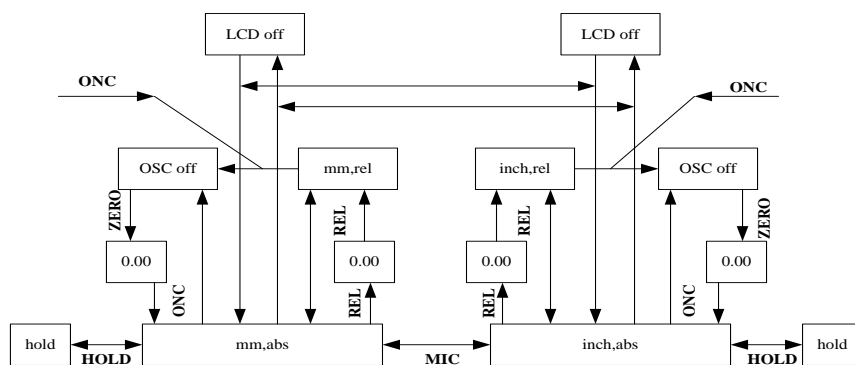 LCD off
LCD off
ONC
ONC
OSC off
mm,rel
inch,rel
OSC off
ZERO
REL
REL
ZERO
0.00
0.00
0.00
0.00
ONC
REL
REL
ONC
hold
HOLD
mm,abs
MIC
inch,abs
HOLD
hold